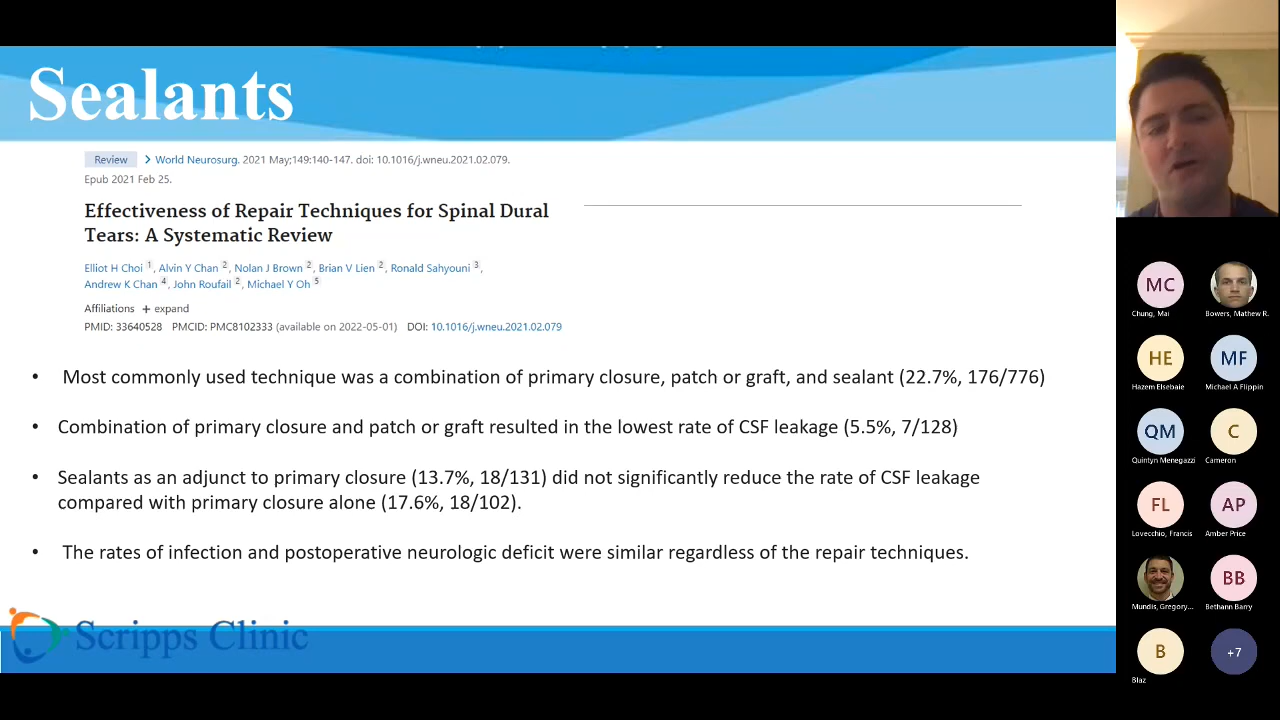 Sealants
Review > World Neurosurg. 2021 May;149:140-147. doi: 10.1016/j.wneu.2021.02.079.
Epub 2021 Feb 25.
Effectiveness of Repair Techniques for Spinal Dural
Tears: A Systematic Review
Elliot H Choi 1, Alvin Y Chan 2, Nolan J Brown 2, Brian V Lien 2, Ronald Sahyouni 3,
Andrew K Chan 4, John Roufail 2, Michael Y Oh 5
Affiliations + expand
PMID: 33640528 PMCID: PMC8102333 (available on 2022-05-01) DOI: 10.1016/j.wneu.2021.02.079
• Most commonly used technique was a combination of primary closure, patch or graft, and sealant (22.7%, 176/776)
• Combination of primary closure and patch or graft resulted in the lowest rate of CSF leakage (5.5%, 7/128)
• Sealants as an adjunct to primary closure (13.7%, 18/131) did not significantly reduce the rate of CSF leakage
compared with primary closure alone (17.6%, 18/102).
• The rates of infection and postoperative neurologic deficit were similar regardless of the repair techniques.
Scripps Clinic
MC
Chung, Mai
Bowers, Mathew R.
HE
Hazem Elsebaie
MF
Michael A Flippin
QM
Quintyn Menegazzi
C
Cameron
FL
Lovecchio, Francis
AP
Amber Price
Mundis, Gregory...
BB
Bethann Barry
B
Blaz
+7